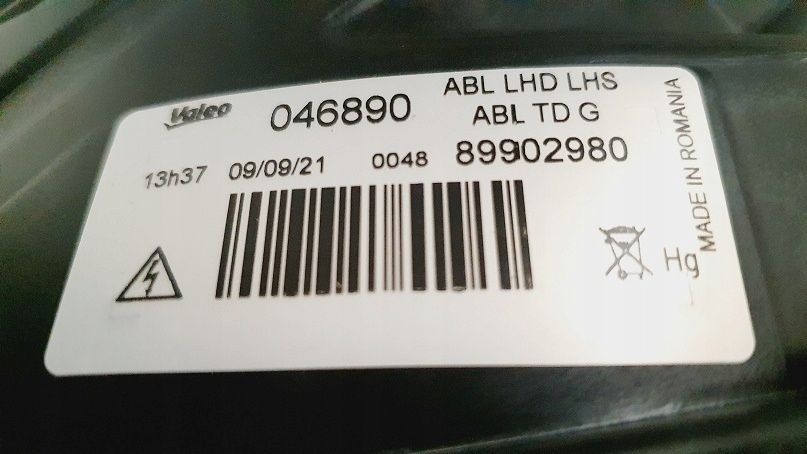 Valeo
046890
ABL LHD LHS
ABL TD G
13h37
09/09/21
0048
89902980
Hg
MADE IN ROMANIA